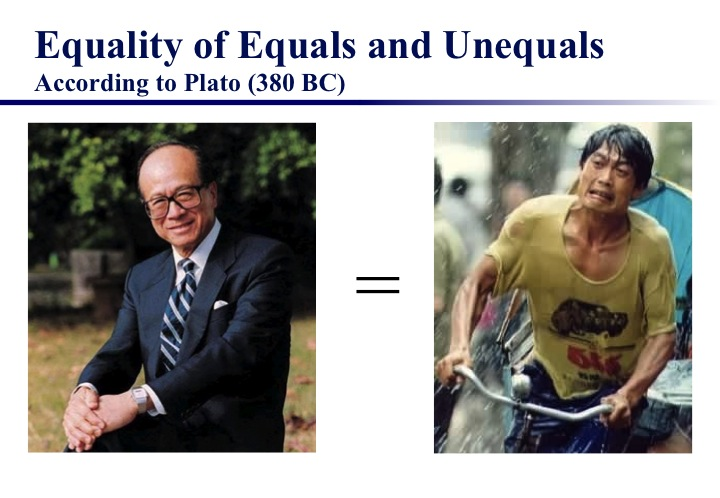 Equality of Equals and Unequals
According to Plato (380 BC)
=